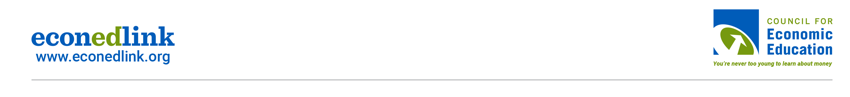 econedlink
www.econedlink.org
COUNCIL FOR
Economic
Education
You're never too young to learn about money